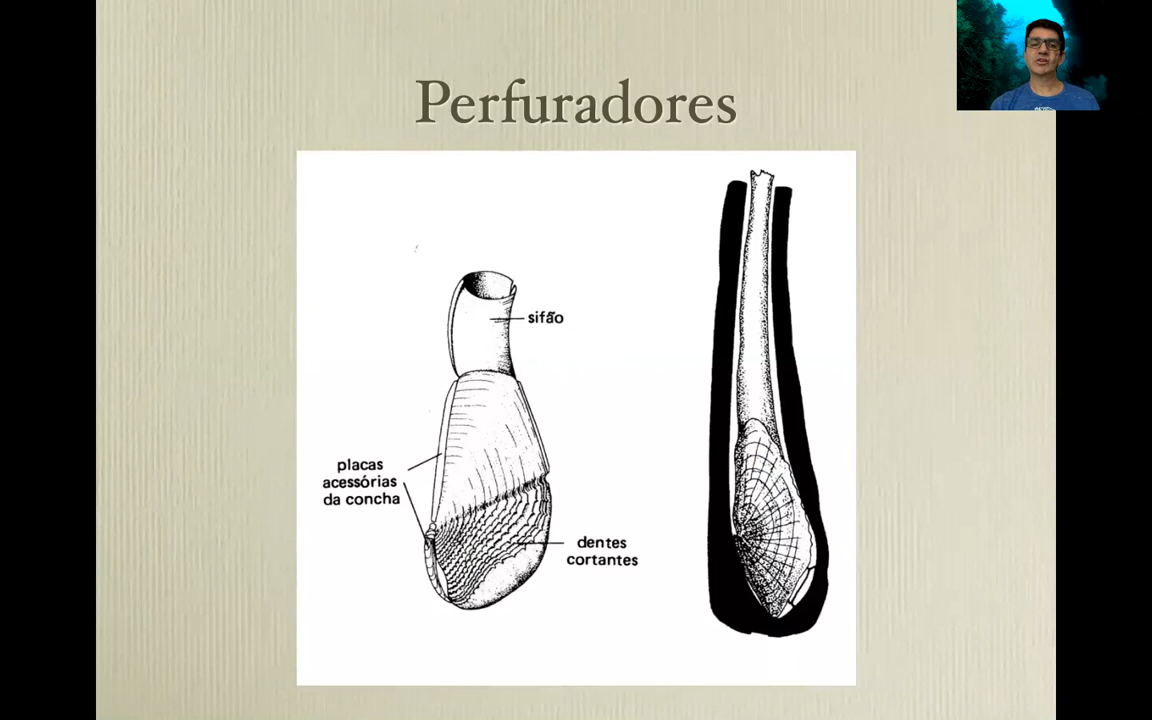 Perfuradores
sifão
placas
acessórias
da concha
dentes
cortantes